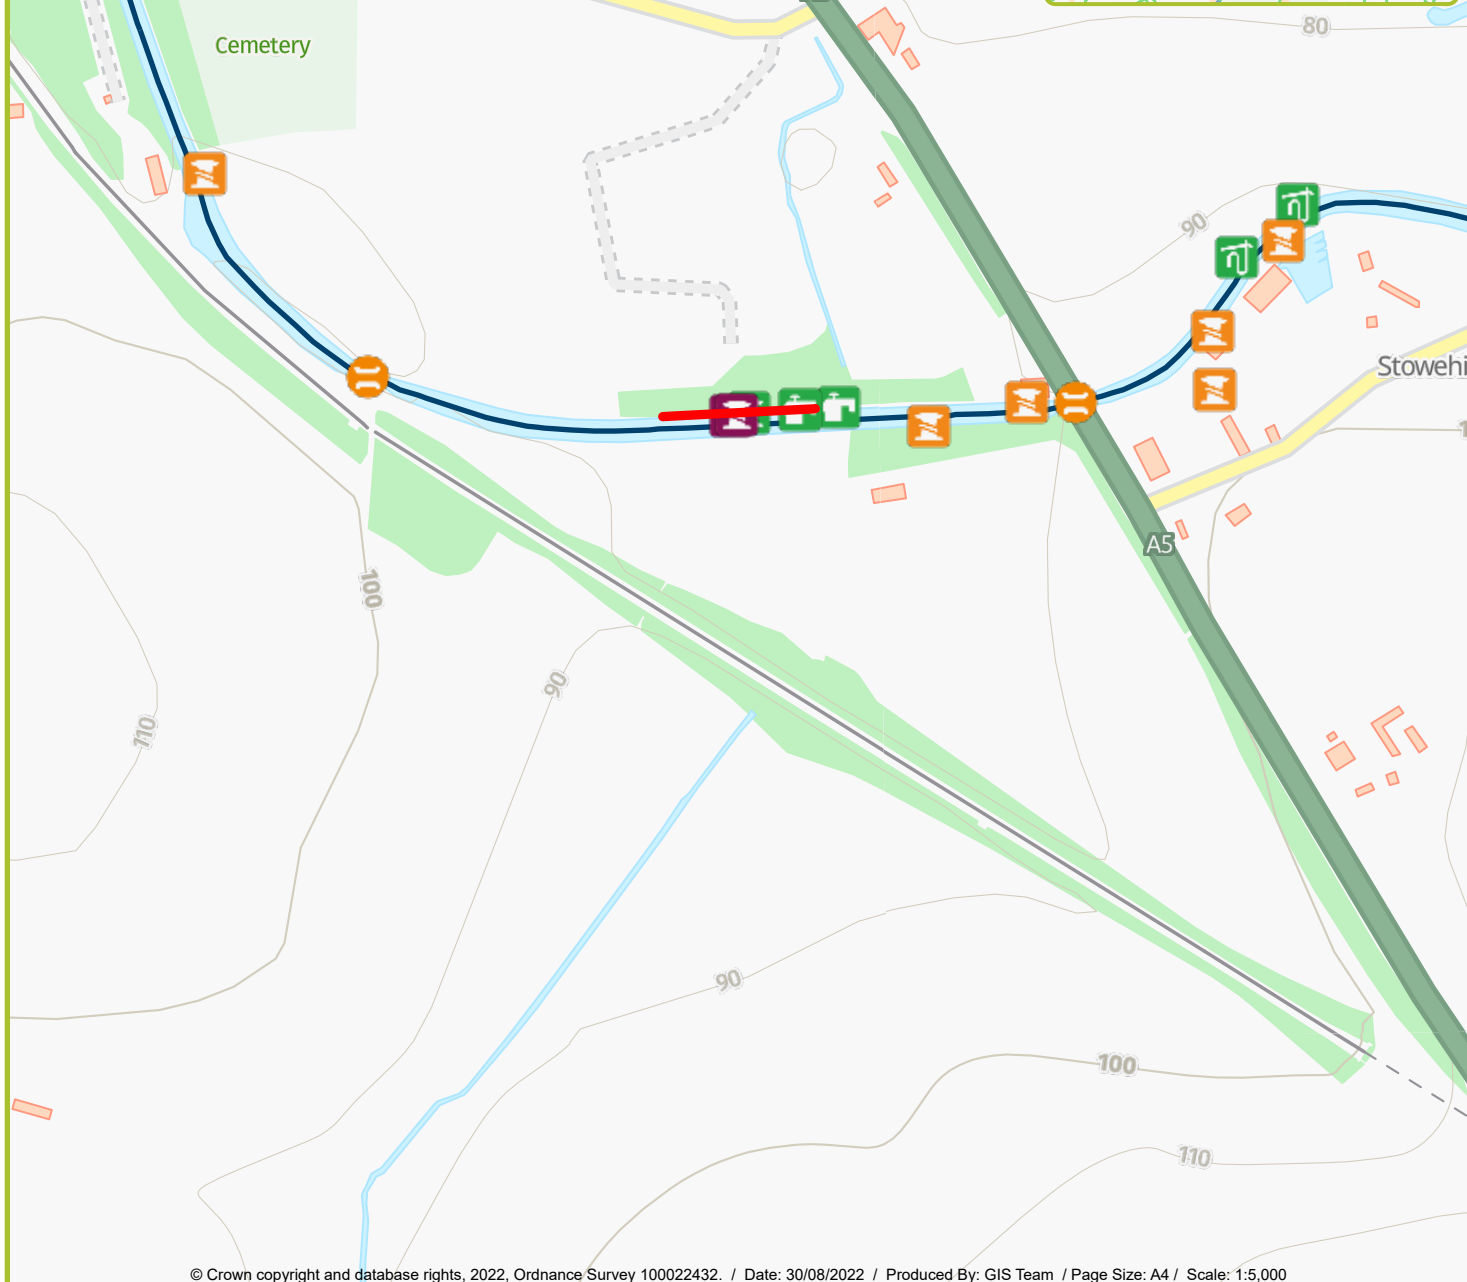 Cemetery
80
90
Stowehi
1
A5
100
90
110
90
100
110
© Crown copyright and database rights, 2022, Ordnance Survey 100022432. / Date: 30/08/2022 / Produced By: GIS Team / Page Size: A4 / Scale: 1:5,000